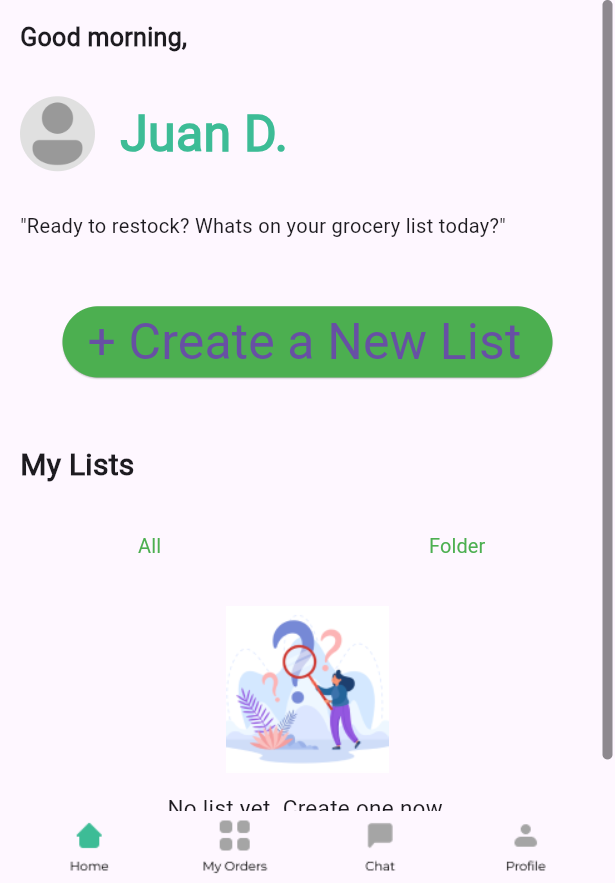 Good morning,
Juan D.
"Ready to restock? Whats on your grocery list today?"
+ Create a New List
My Lists
All
Folder
No list yet. Create one now
Home
My Orders
Chat
Profile